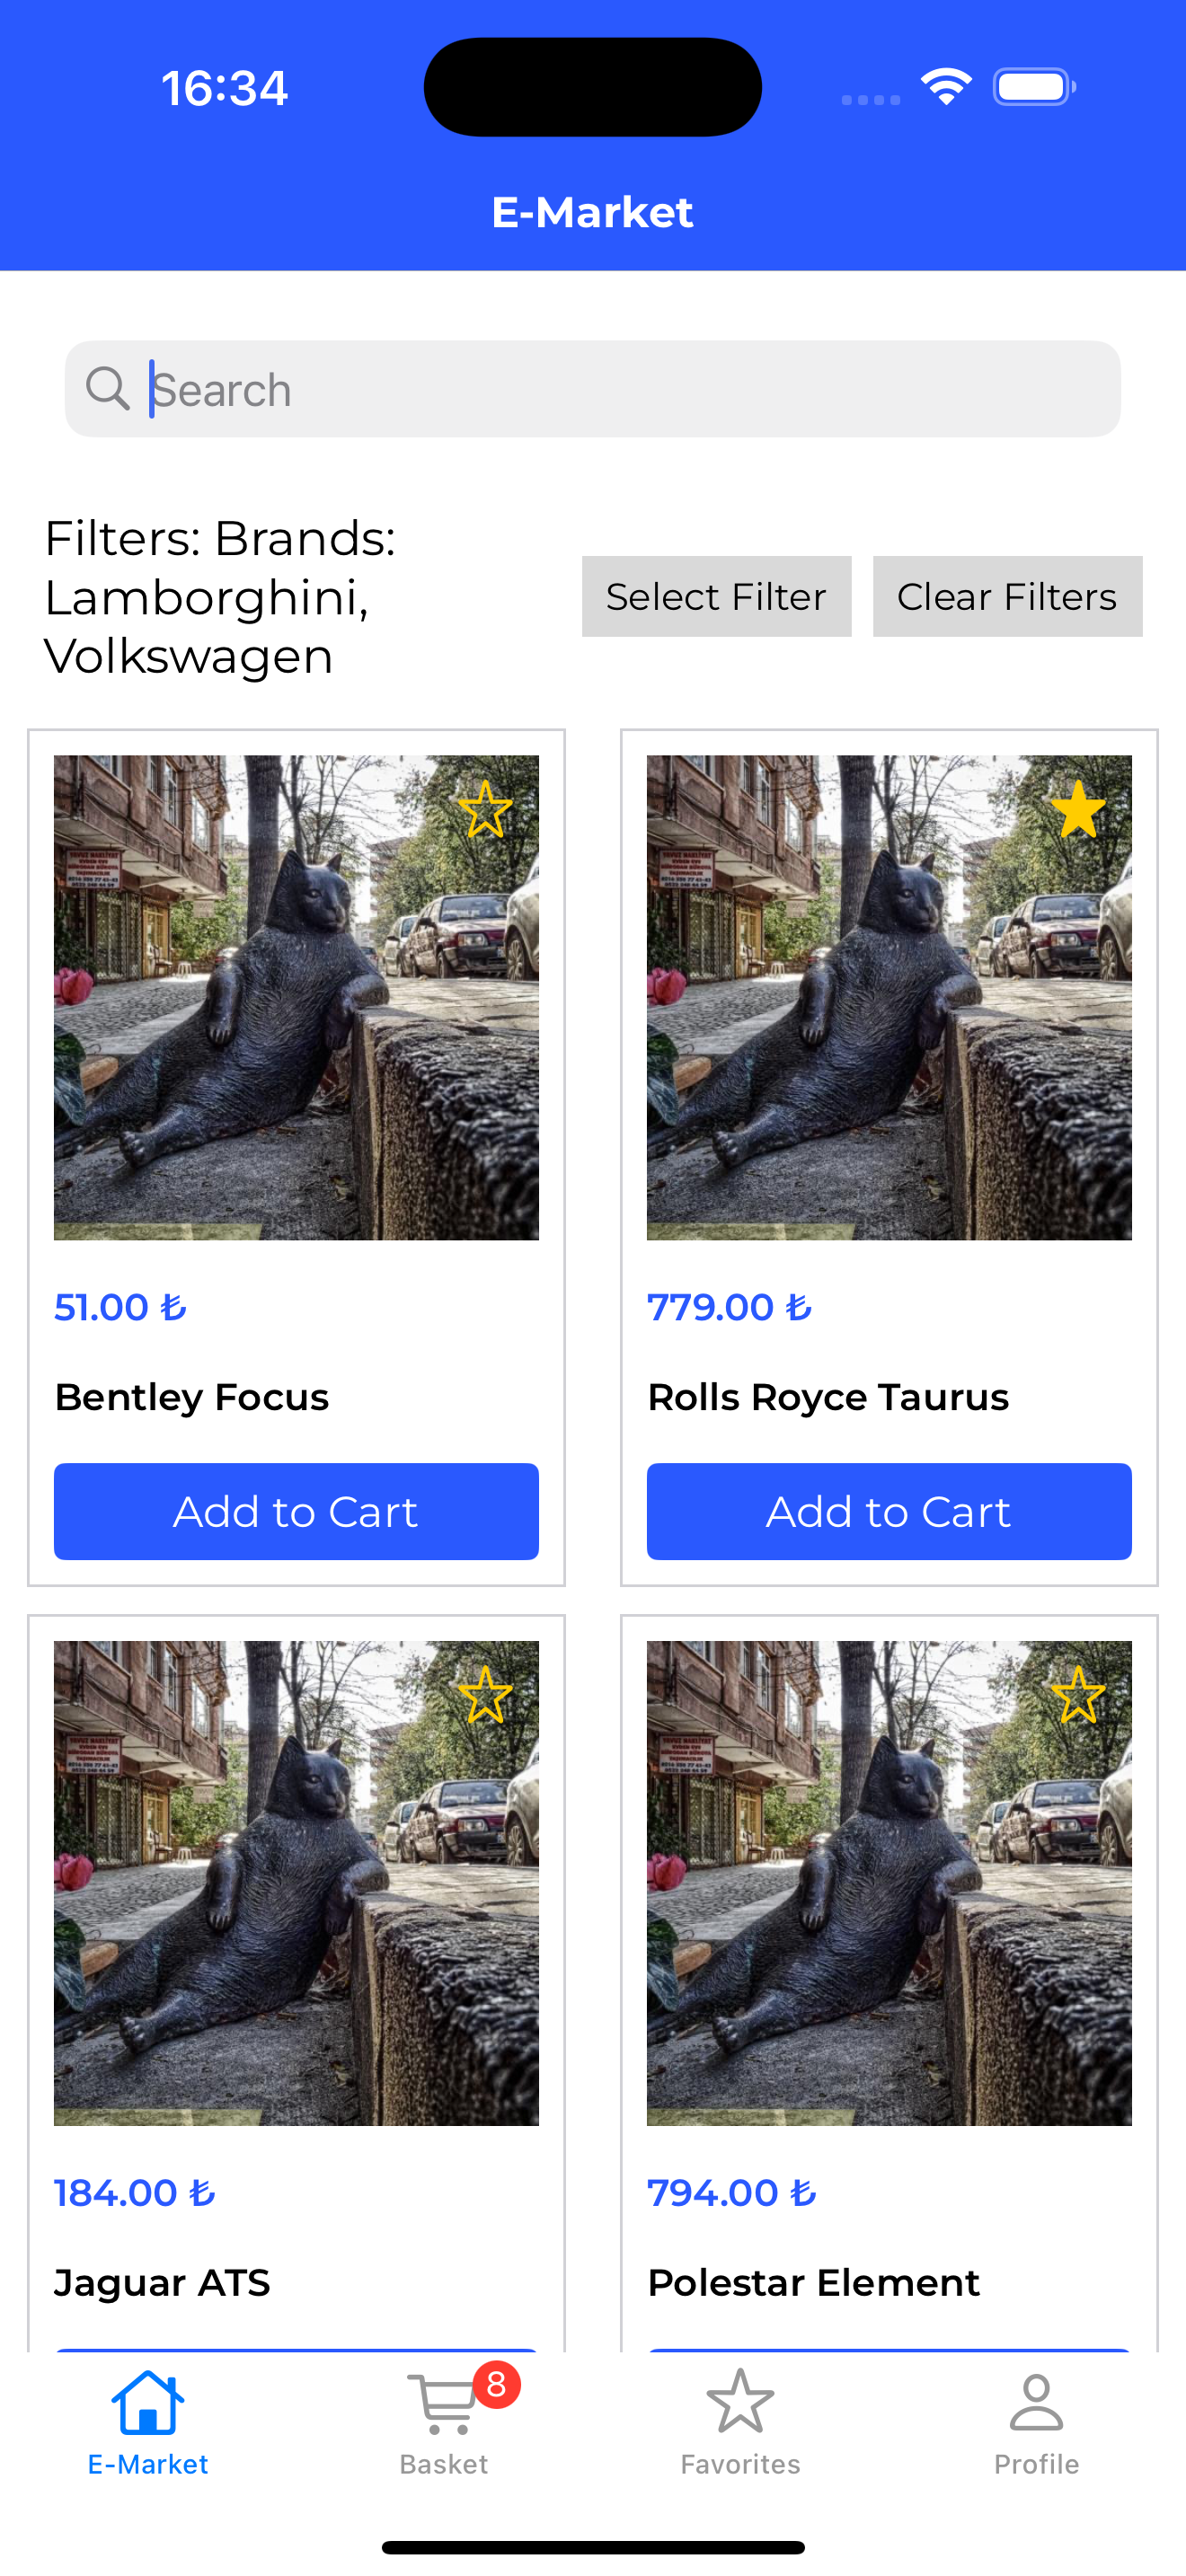 16:34
E-Market
Search
Filters: Brands:
Lamborghini,
Volkswagen
Select Filter
Clear Filters
51.00 ₺
Bentley Focus
Add to Cart
779.00 ₺
Rolls Royce Taurus
Add to Cart
184.00 ₺
Jaguar ATS
794.00 ₺
Polestar Element
E-Market
8
Basket
Favorites
Profile